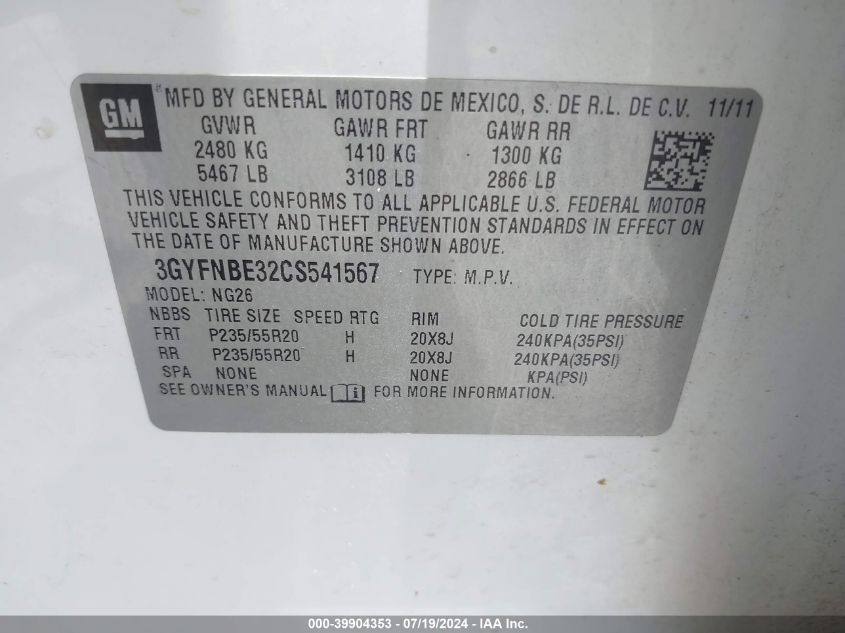 GM
MFD BY GENERAL MOTORS DE MEXICO, S. DE R.L. DE C.V. 11/11
GVWR GAWR FRT GAWR RR
2480 KG 1410 KG 1300 KG
5467 LB 3108 LB 2866 LB
THIS VEHICLE CONFORMS TO ALL APPLICABLE U.S. FEDERAL MOTOR
VEHICLE SAFETY AND THEFT PREVENTION STANDARDS IN EFFECT ON
THE DATE OF MANUFACTURE SHOWN ABOVE.
3GYFNBE32CS541567 TYPE: M.P.V.
MODEL: NG26
NBBS TIRE SIZE SPEED RTG RIM COLD TIRE PRESSURE
FRT P235/55R20 H 20X8J 240KPA(35PSI)
RR P235/55R20 H 20X8J 240KPA(35PSI)
SPA NONE NONE KPA(PSI)
SEE OWNER'S MANUAL FOR MORE INFORMATION.
000-39904353 - 07/19/2024 - IAA Inc.